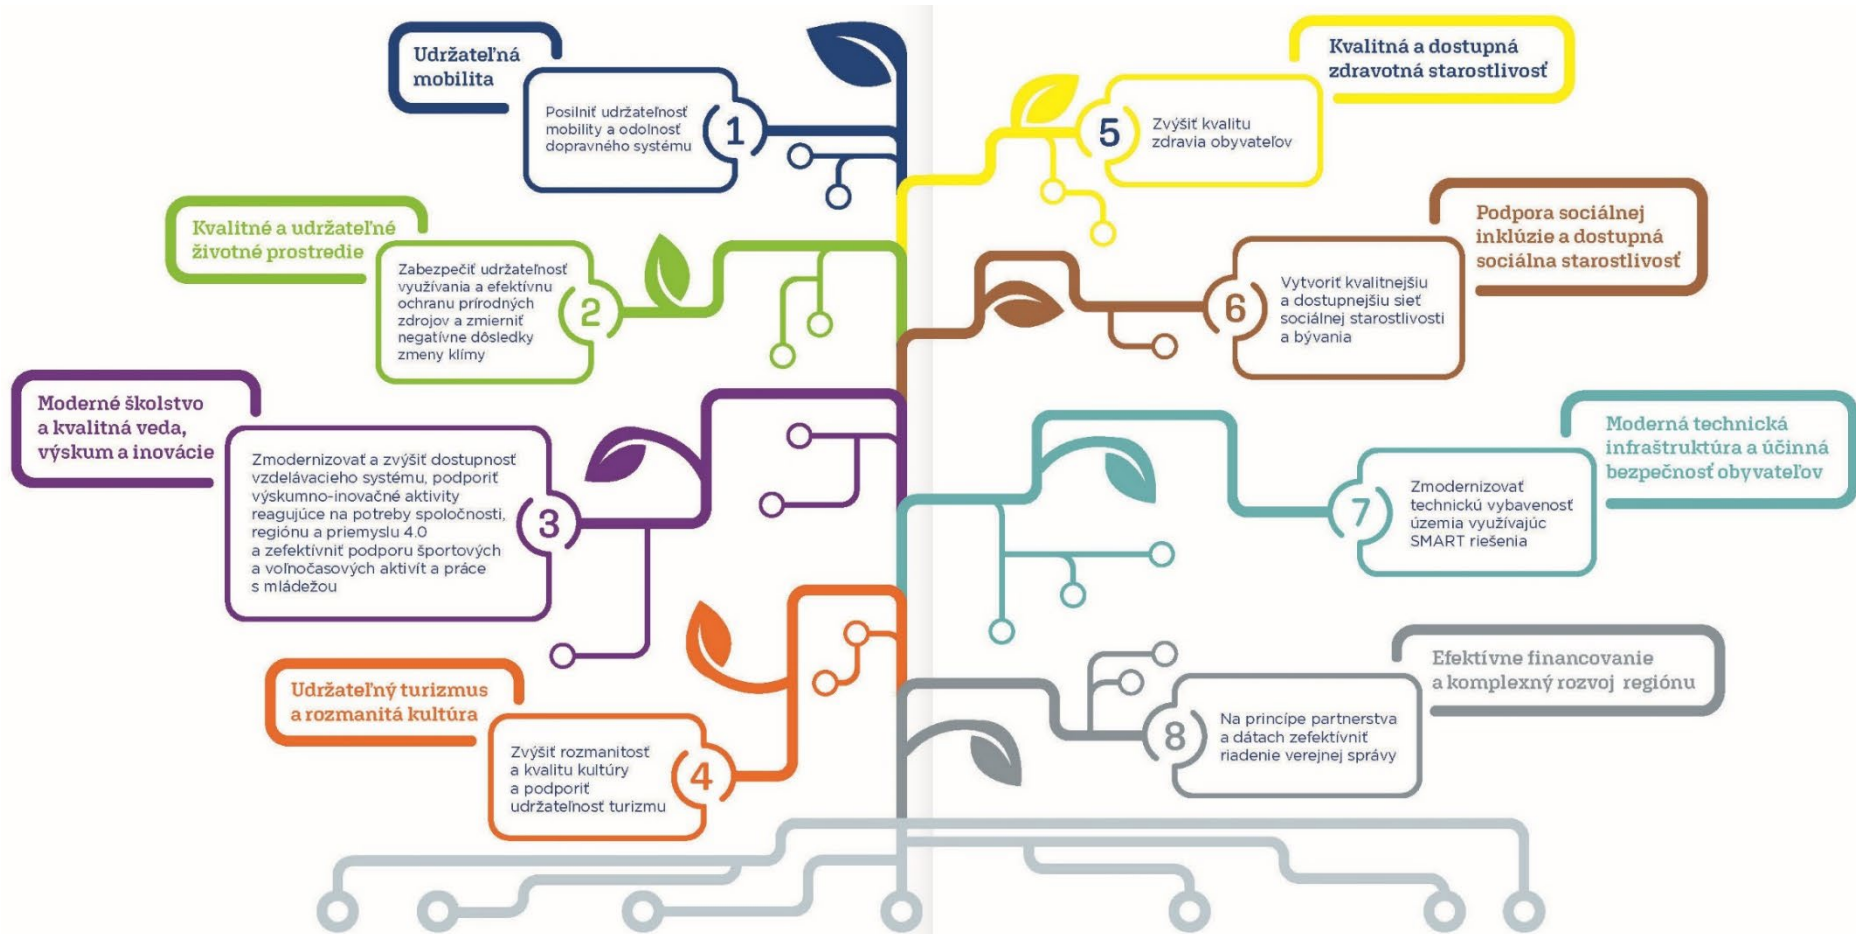 Udržateľná
mobilita
Posilniť udržateľnosť
mobility a odolnosť
dopravného systému
1
Kvalitné a udržateľné
životné prostredie
Zabezpečiť udržateľnosť
využívania a efektívnu
ochranu prírodných
zdrojov a zmierniť
negatívne dôsledky
zmeny klímy
2
Moderné školstvo
a kvalitná veda,
výskum a inovácie
Zmodernizovať a zvýšiť dostupnosť
vzdelávacieho systému, podporiť
výskumno-inovačné aktivity
reagujúce na potreby spoločnosti,
regiónu a priemyslu 4.0
a zefektívniť podporu športových
a voľnočasových aktivít a práce
s mládežou
3
Udržateľný turizmus
a rozmanitá kultúra
Zvýšiť rozmanitosť
a kvalitu kultúry
a podporiť
udržateľnosť turizmu
4
Kvalitná a dostupná
zdravotná starostlivosť
5
Zvýšiť kvalitu
zdravia obyvateľov
Podpora sociálnej
inklúzie a dostupná
sociálna starostlivosť
6
Vytvoriť kvalitnejšiu
a dostupnejšiu sieť
sociálnej starostlivosti
a bývania
Moderná technická
infraštruktúra a účinná
bezpečnosť obyvateľov
7
Zmodernizovať
technickú vybavenosť
územia využívajúc
SMART riešenia
Efektívne financovanie
a komplexný rozvoj regiónu
8
Na princípe partnerstva
a dátach zefektívniť
riadenie verejnej správy